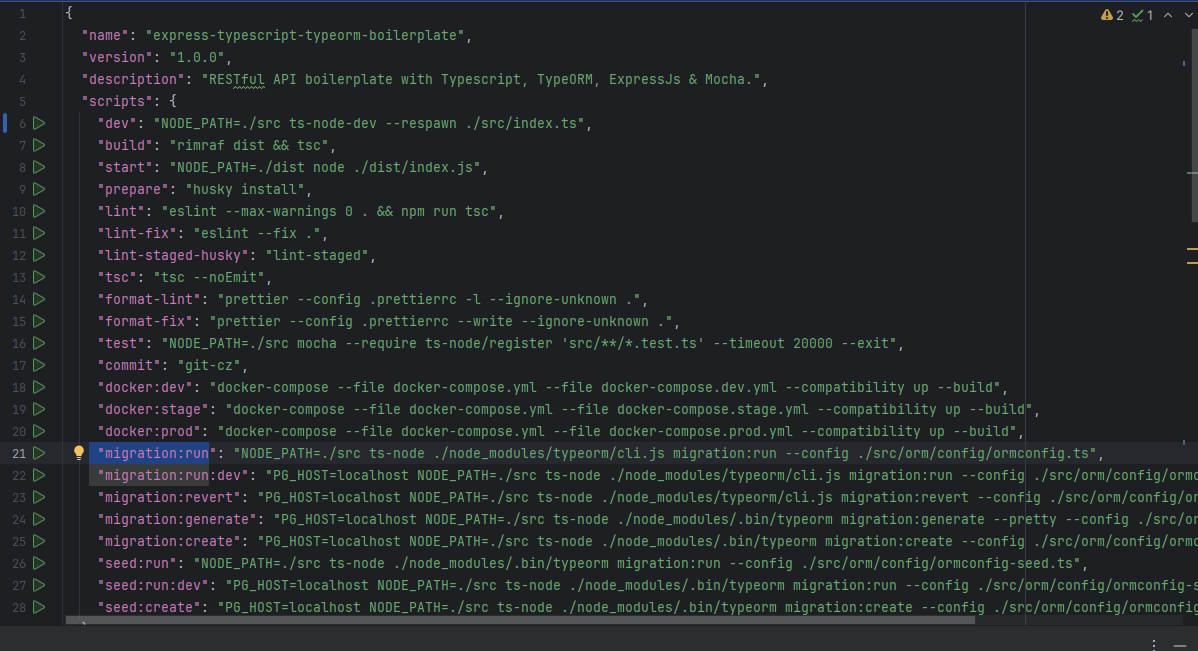 1 {
2 "name": "express-typescript-typeorm-boilerplate",
3 "version": "1.0.0",
4 "description": "RESTful API boilerplate with Typescript, TypeORM, ExpressJs & Mocha.",
5 "scripts": {
6 "dev": "NODE_PATH=./src ts-node-dev --respawn ./src/index.ts",
7 "build": "rimraf dist && tsc",
8 "start": "NODE_PATH=./dist node ./dist/index.js",
9 "prepare": "husky install",
10 "lint": "eslint --max-warnings 0 . && npm run tsc",
11 "lint-fix": "eslint --fix .",
12 "lint-staged-husky": "lint-staged",
13 "tsc": "tsc --noEmit",
14 "format-lint": "prettier --config .prettierrc -l --ignore-unknown .",
15 "format-fix": "prettier --config .prettierrc --write --ignore-unknown .",
16 "test": "NODE_PATH=./src mocha --require ts-node/register 'src/**/*.test.ts' --timeout 20000 --exit",
17 "commit": "git-cz",
18 "docker:dev": "docker-compose --file docker-compose.yml --file docker-compose.dev.yml --compatibility up --build",
19 "docker:stage": "docker-compose --file docker-compose.yml --file docker-compose.stage.yml --compatibility up --build",
20 "docker:prod": "docker-compose --file docker-compose.yml --file docker-compose.prod.yml --compatibility up --build",
21 "migration:run": "NODE_PATH=./src ts-node ./node_modules/typeorm/cli.js migration:run --config ./src/orm/config/ormconfig.ts",
22 "migration:run:dev": "PG_HOST=localhost NODE_PATH=./src ts-node ./node_modules/typeorm/cli.js migration:run --config ./src/orm/config/ormc
23 "migration:revert": "PG_HOST=localhost NODE_PATH=./src ts-node ./node_modules/typeorm/cli.js migration:revert --config ./src/orm/config/or
24 "migration:generate": "PG_HOST=localhost NODE_PATH=./src ts-node ./node_modules/.bin/typeorm migration:generate --pretty --config ./src/or
25 "migration:create": "PG_HOST=localhost NODE_PATH=./src ts-node ./node_modules/.bin/typeorm migration:create --config ./src/orm/config/ormc
26 "seed:run": "NODE_PATH=./src ts-node ./node_modules/.bin/typeorm migration:run --config ./src/orm/config/ormconfig-seed.ts",
27 "seed:run:dev": "PG_HOST=localhost NODE_PATH=./src ts-node ./node_modules/.bin/typeorm migration:run --config ./src/orm/config/ormconfig-s
28 "seed:create": "PG_HOST=localhost NODE_PATH=./src ts-node ./node_modules/.bin/typeorm migration:create --config ./src/orm/config/ormconfig
2 1